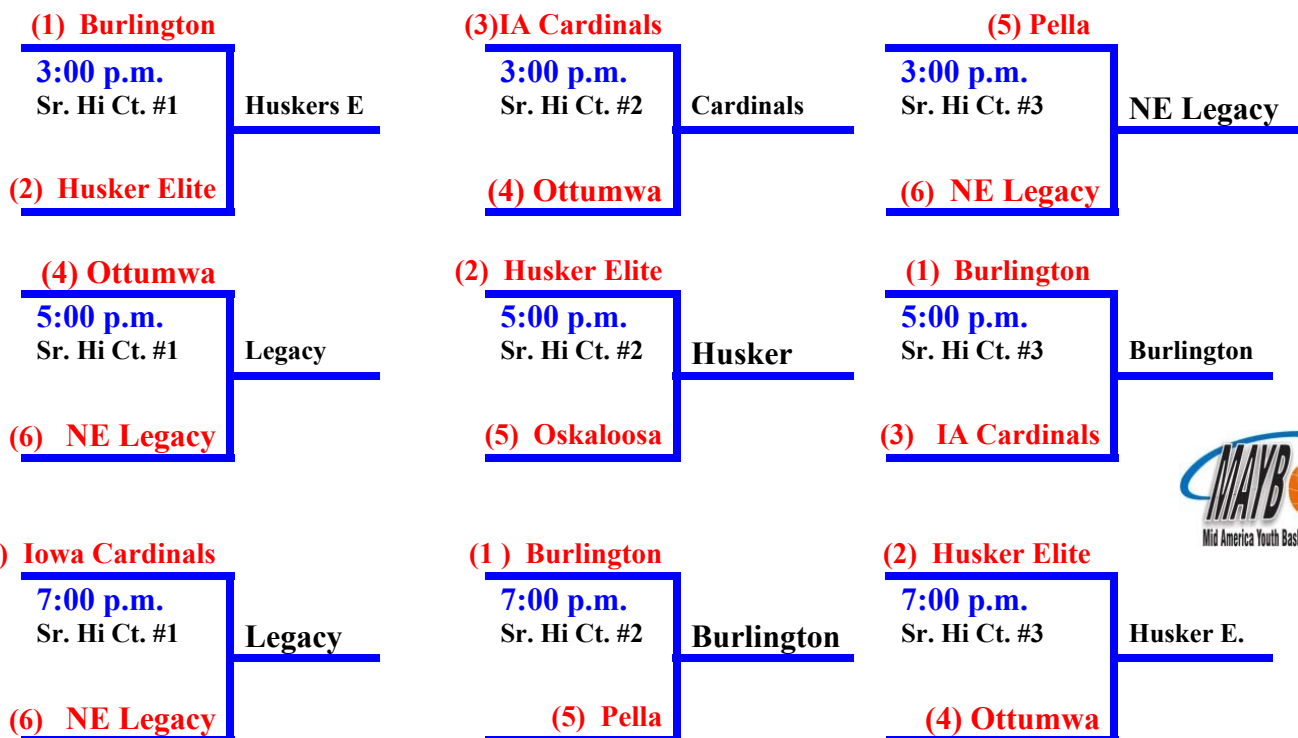 (1) Burlington
3:00 p.m.
Sr. Hi Ct. #1
Huskers E
(2) Husker Elite
(3)IA Cardinals
3:00 p.m.
Sr. Hi Ct. #2
Cardinals
(4) Ottumwa
(5) Pella
3:00 p.m.
Sr. Hi Ct. #3
NE Legacy
(6) NE Legacy
(4) Ottumwa
5:00 p.m.
Sr. Hi Ct. #1
Legacy
(6) NE Legacy
(2) Husker Elite
5:00 p.m.
Sr. Hi Ct. #2
Husker
(5) Oskaloosa
(1) Burlington
5:00 p.m.
Sr. Hi Ct. #3
Burlington
(3) IA Cardinals
MAYB
Mid America Youth Bas
) Iowa Cardinals
7:00 p.m.
Sr. Hi Ct. #1
Legacy
(6) NE Legacy
(1 ) Burlington
7:00 p.m.
Sr. Hi Ct. #2
Burlington
(5) Pella
(2) Husker Elite
7:00 p.m.
Sr. Hi Ct. #3
Husker E.
(4) Ottumwa